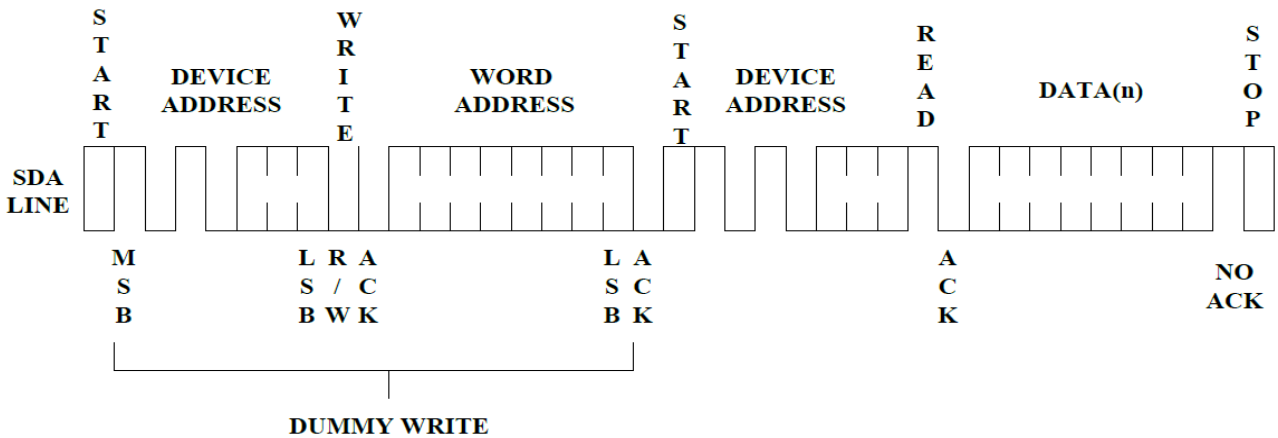 START
WRITE
START
READ
STOP
DEVICE
ADDRESS
WORD
ADDRESS
DEVICE
ADDRESS
DATA(n)
SDA
LINE
MSB
LSB
R/W
ACK
LSB
ACK
ACK
NO
ACK
DUMMY WRITE